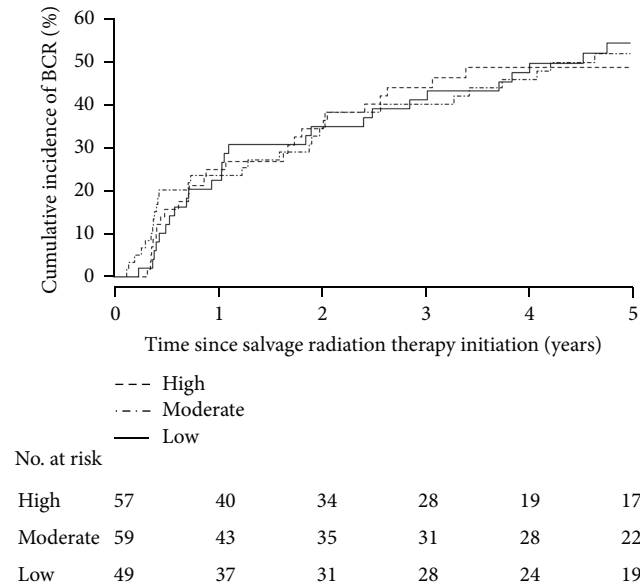 Cumulative incidence of BCR (%)
60
50
40
30
20
10
0
0 1 2 3 4 5
Time since salvage radiation therapy initiation (years)
High
Moderate
Low
No. at risk
High 57 40 34 28 19 17
Moderate 59 43 35 31 28 22
Low 49 37 31 28 24 19